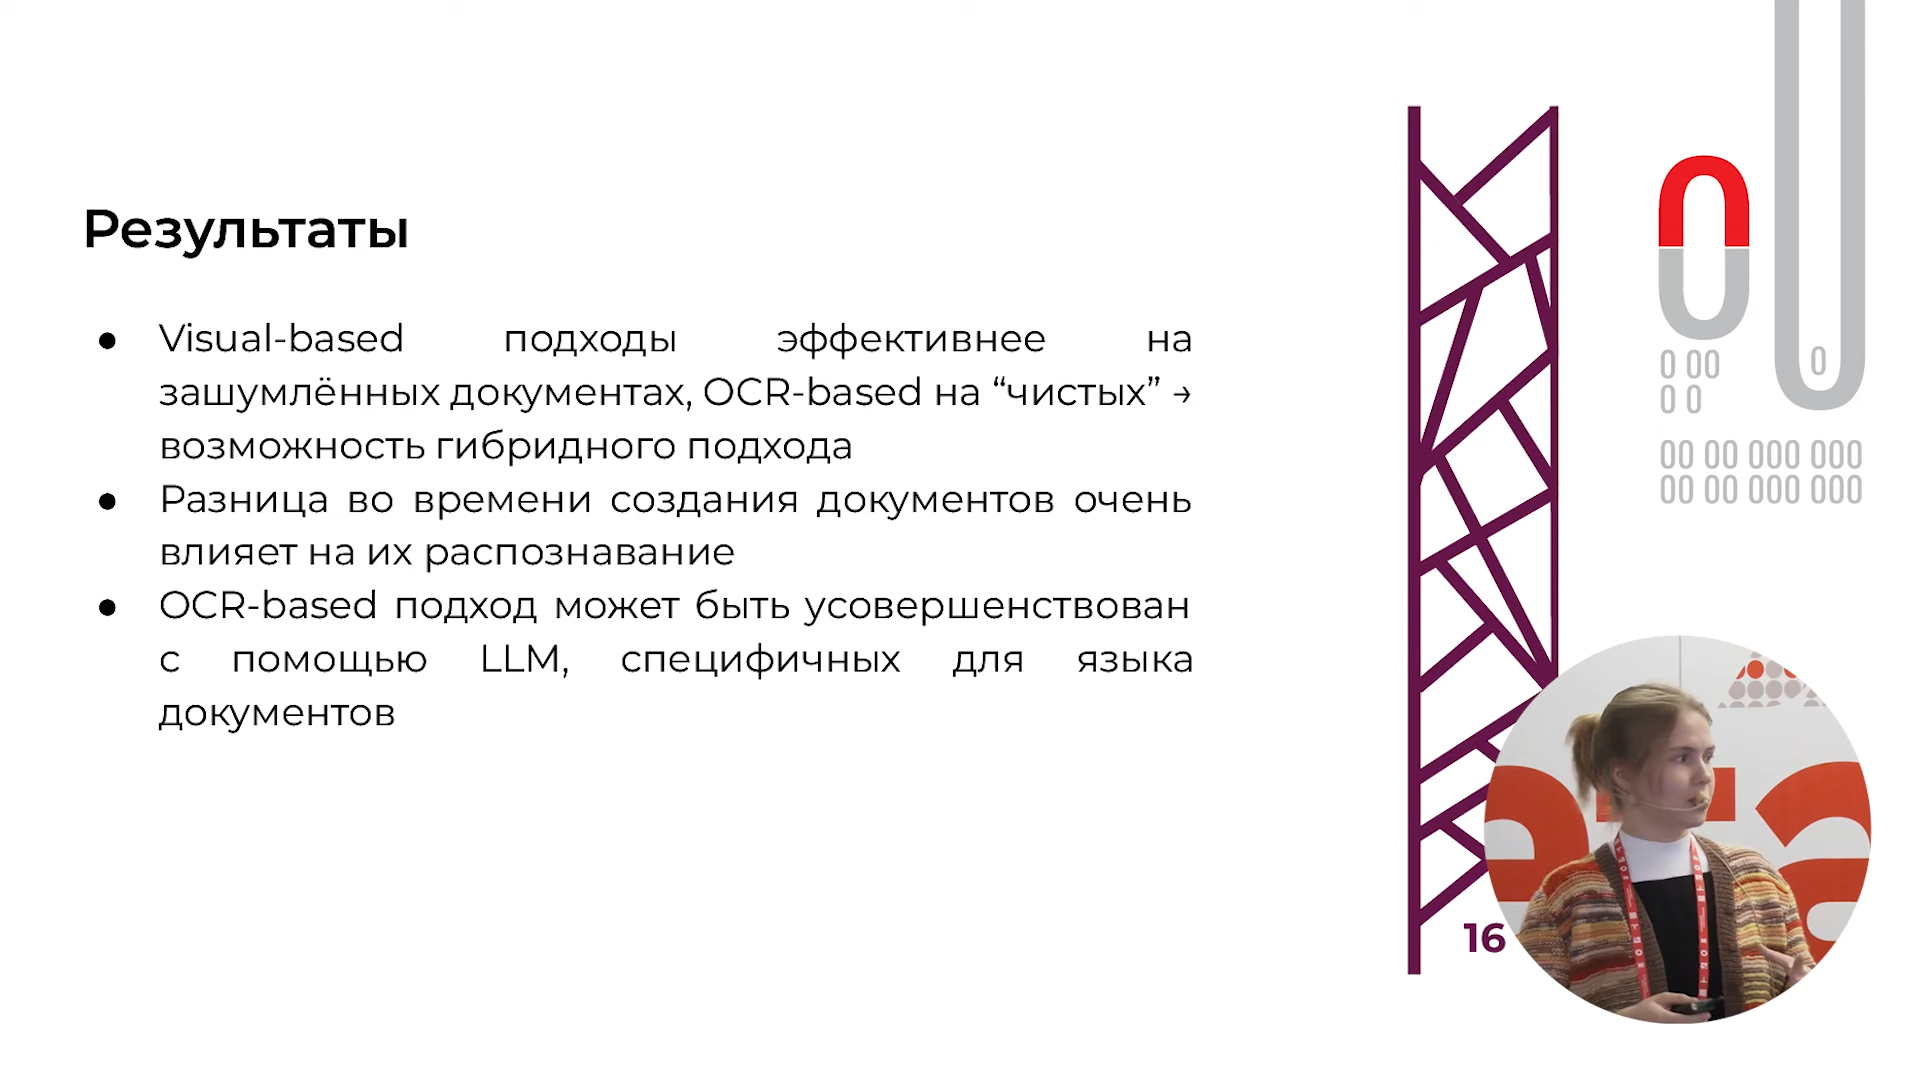 Результаты
● Visual-based подходы эффективнее на
зашумлённых документах, OCR-based на “чистых” →
возможность гибридного подхода
● Разница во времени создания документов очень
влияет на их распознавание
● OCR-based подход может быть усовершенствован
с помощью LLM, специфичных для языка
документов
16
0 00
0 0
0
00 00 000 000
00 00 000 000